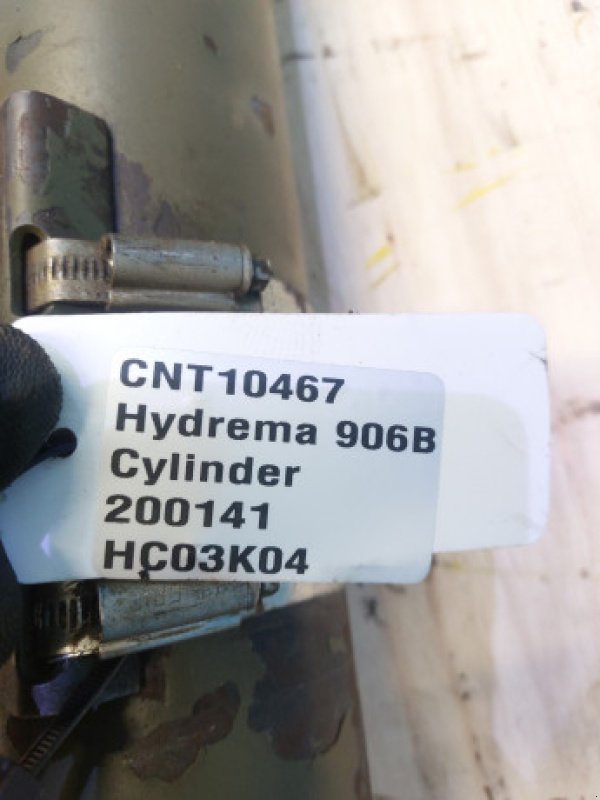 CNT10467
Hydrema 906B
Cylinder
200141
HC03K04